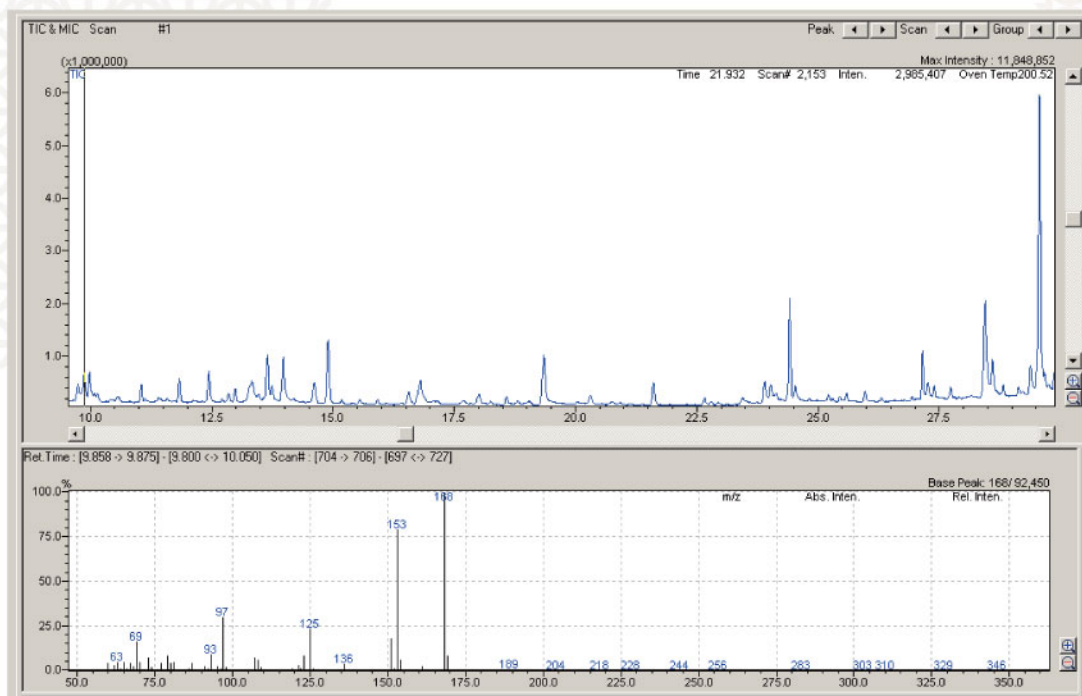 TIC & MIC Scan #1 Peak Scan Group
(x1,000,000) Max Intensity : 11,848,852
TIC Time 21.932 Scan# 2,153 Inten. 2,985,407 Oven Temp 200.52
6.0
5.0
4.0
3.0
2.0
1.0
10.0 12.5 15.0 17.5 20.0 22.5 25.0 27.5
Ret.Time : [9.858 -> 9.875] - [9.800 <-> 10.050] Scan# : [704 -> 706] - [697 <-> 727]
% Base Peak: 168/ 92,450
100.0 168 m/z Abs. Inten. Rel. Inten.
153
75.0
50.0
97
25.0 125
69
63 93 136
0.0 189 204 218 228 244 256 283 303 310 329 346
50.0 75.0 100.0 125.0 150.0 175.0 200.0 225.0 250.0 275.0 300.0 325.0 350.0